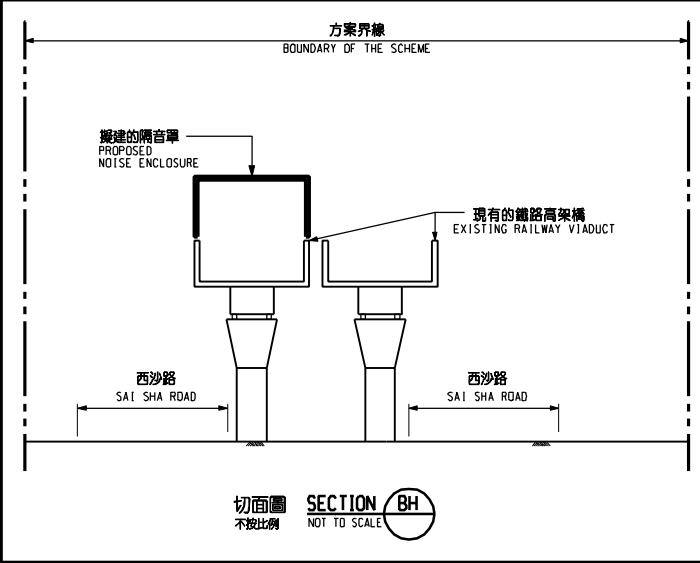 方案界線
BOUNDARY OF THE SCHEME
擬建的隔音罩
PROPOSED
NOISE ENCLOSURE
現有的鐵路高架橋
EXISTING RAILWAY VIADUCT
西沙路
SAI SHA ROAD
西沙路
SAI SHA ROAD
切面圖 SECTION BH
不按比例 NOT TO SCALE